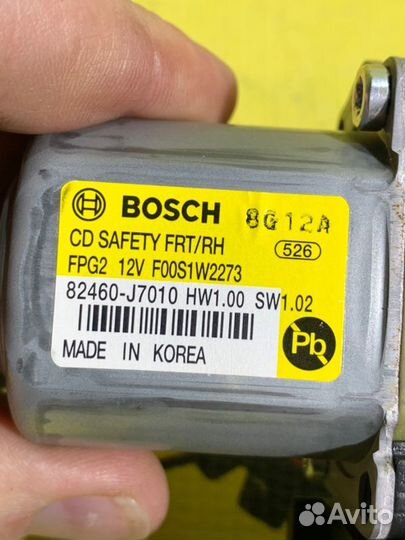 BOSCH 8G12A
CD SAFETY FRT/RH 526
FPG2 12V F00S1W2273
82460-J7010 HW1.00 SW1.02
Pb
MADE IN KOREA
Avito